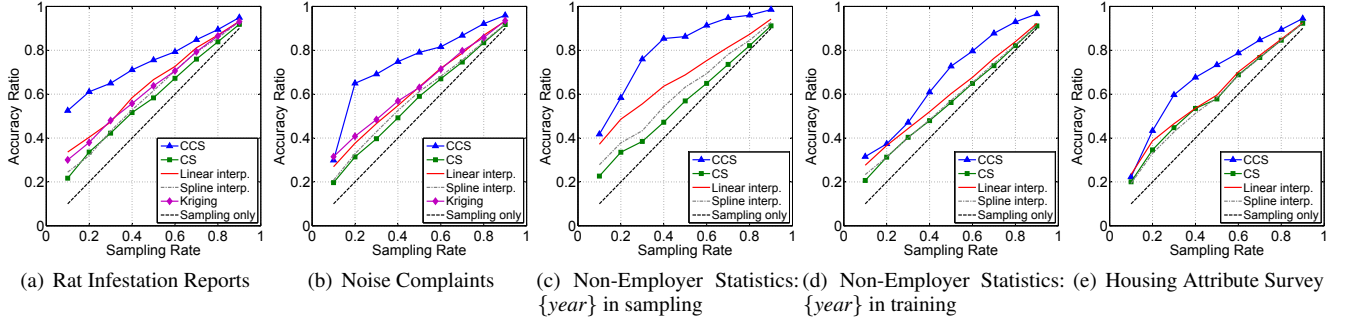 1
0.8
0.6
0.4
0.2
0
0
0.2
0.4
0.6
0.8
1
Accuracy Ratio
Sampling Rate
CCS
CS
Linear interp.
Spline interp.
Kriging
Sampling only
(a) Rat Infestation Reports
1
0.8
0.6
0.4
0.2
0
0
0.2
0.4
0.6
0.8
1
Accuracy Ratio
Sampling Rate
CCS
CS
Linear interp.
Spline interp.
Kriging
Sampling only
(b) Noise Complaints
1
0.8
0.6
0.4
0.2
0
0
0.2
0.4
0.6
0.8
1
Accuracy Ratio
Sampling Rate
CCS
CS
Linear interp.
Spline interp.
Sampling only
(c) Non-Employer Statistics:
{year} in sampling
1
0.8
0.6
0.4
0.2
0
0
0.2
0.4
0.6
0.8
1
Accuracy Ratio
Sampling Rate
CCS
CS
Linear interp.
Spline interp.
Sampling only
(d) Non-Employer Statistics:
{year} in training
1
0.8
0.6
0.4
0.2
0
0
0.2
0.4
0.6
0.8
1
Accuracy Ratio
Sampling Rate
CCS
CS
Linear interp.
Spline interp.
Sampling only
(e) Housing Attribute Survey